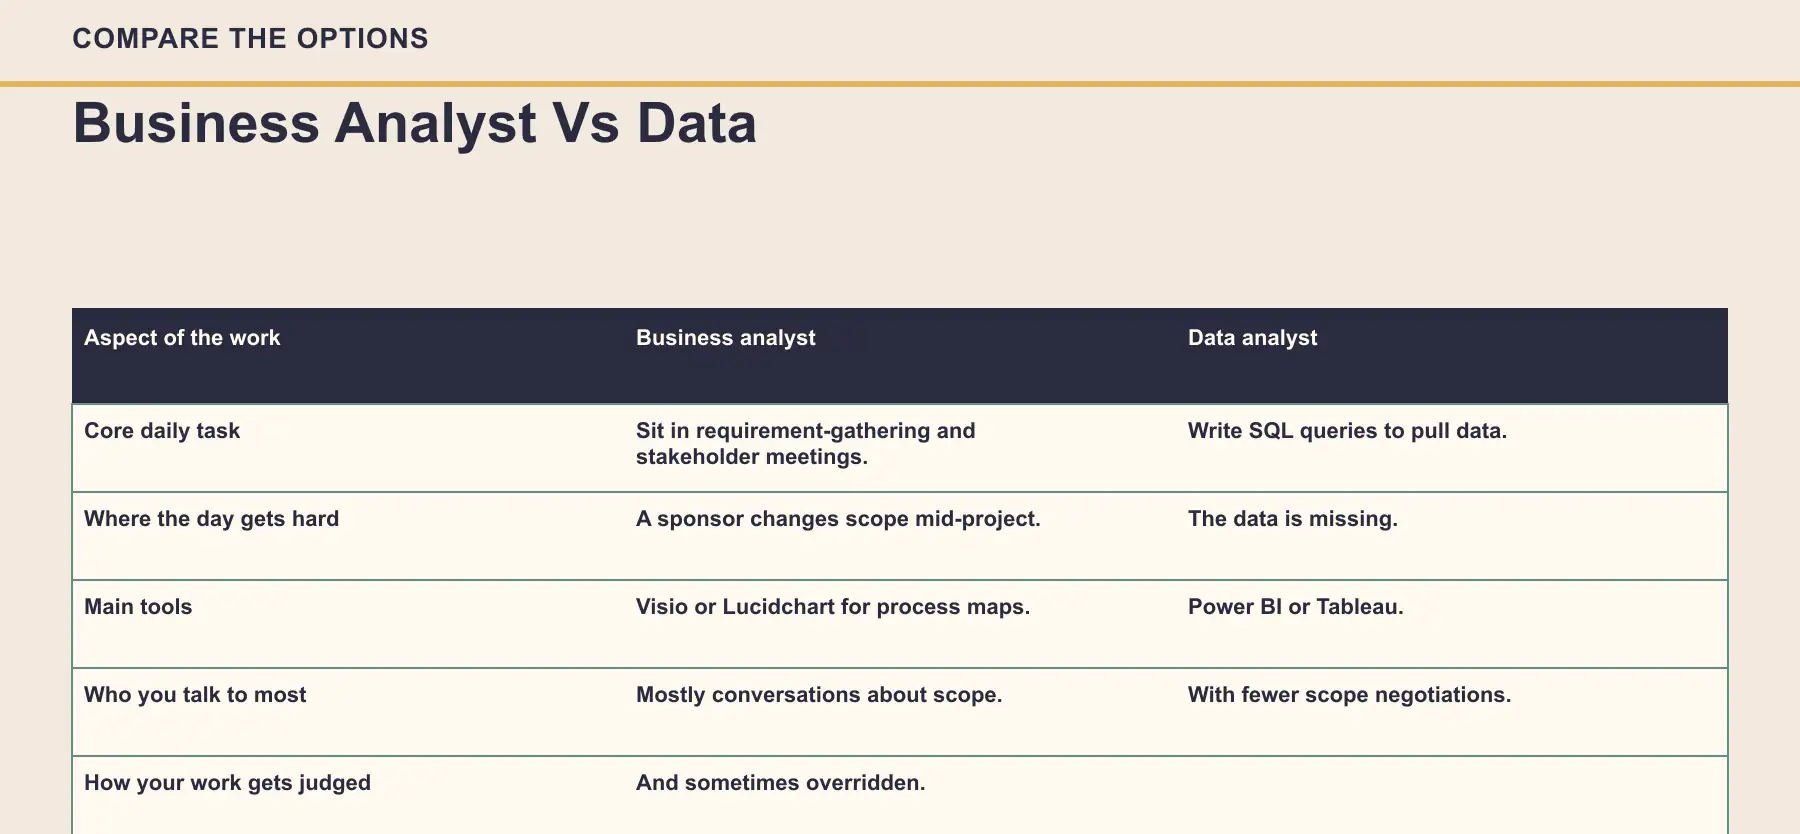 COMPARE THE OPTIONS
Business Analyst Vs Data
Aspect of the work Business analyst Data analyst
Core daily task Sit in requirement-gathering and Write SQL queries to pull data.
stakeholder meetings.
Where the day gets hard A sponsor changes scope mid-project. The data is missing.
Main tools Visio or Lucidchart for process maps. Power BI or Tableau.
Who you talk to most Mostly conversations about scope. With fewer scope negotiations.
How your work gets judged And sometimes overridden.